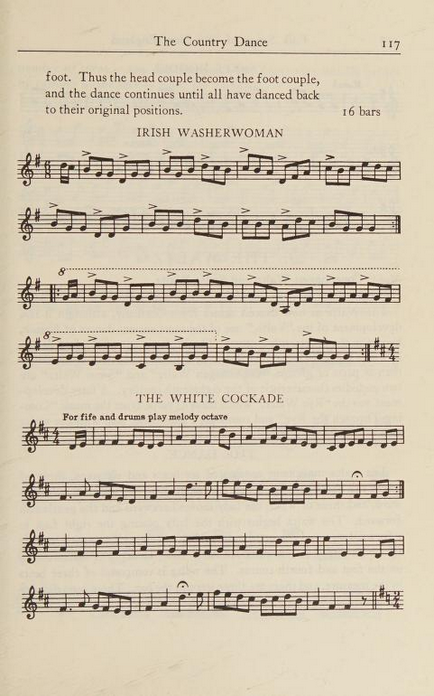 The Country Dance 117
foot. Thus the head couple become the foot couple,
and the dance continues until all have danced back
to their original positions. 16 bars
IRISH WASHERWOMAN
8
8
THE WHITE COCKADE
For fife and drums play melody octave